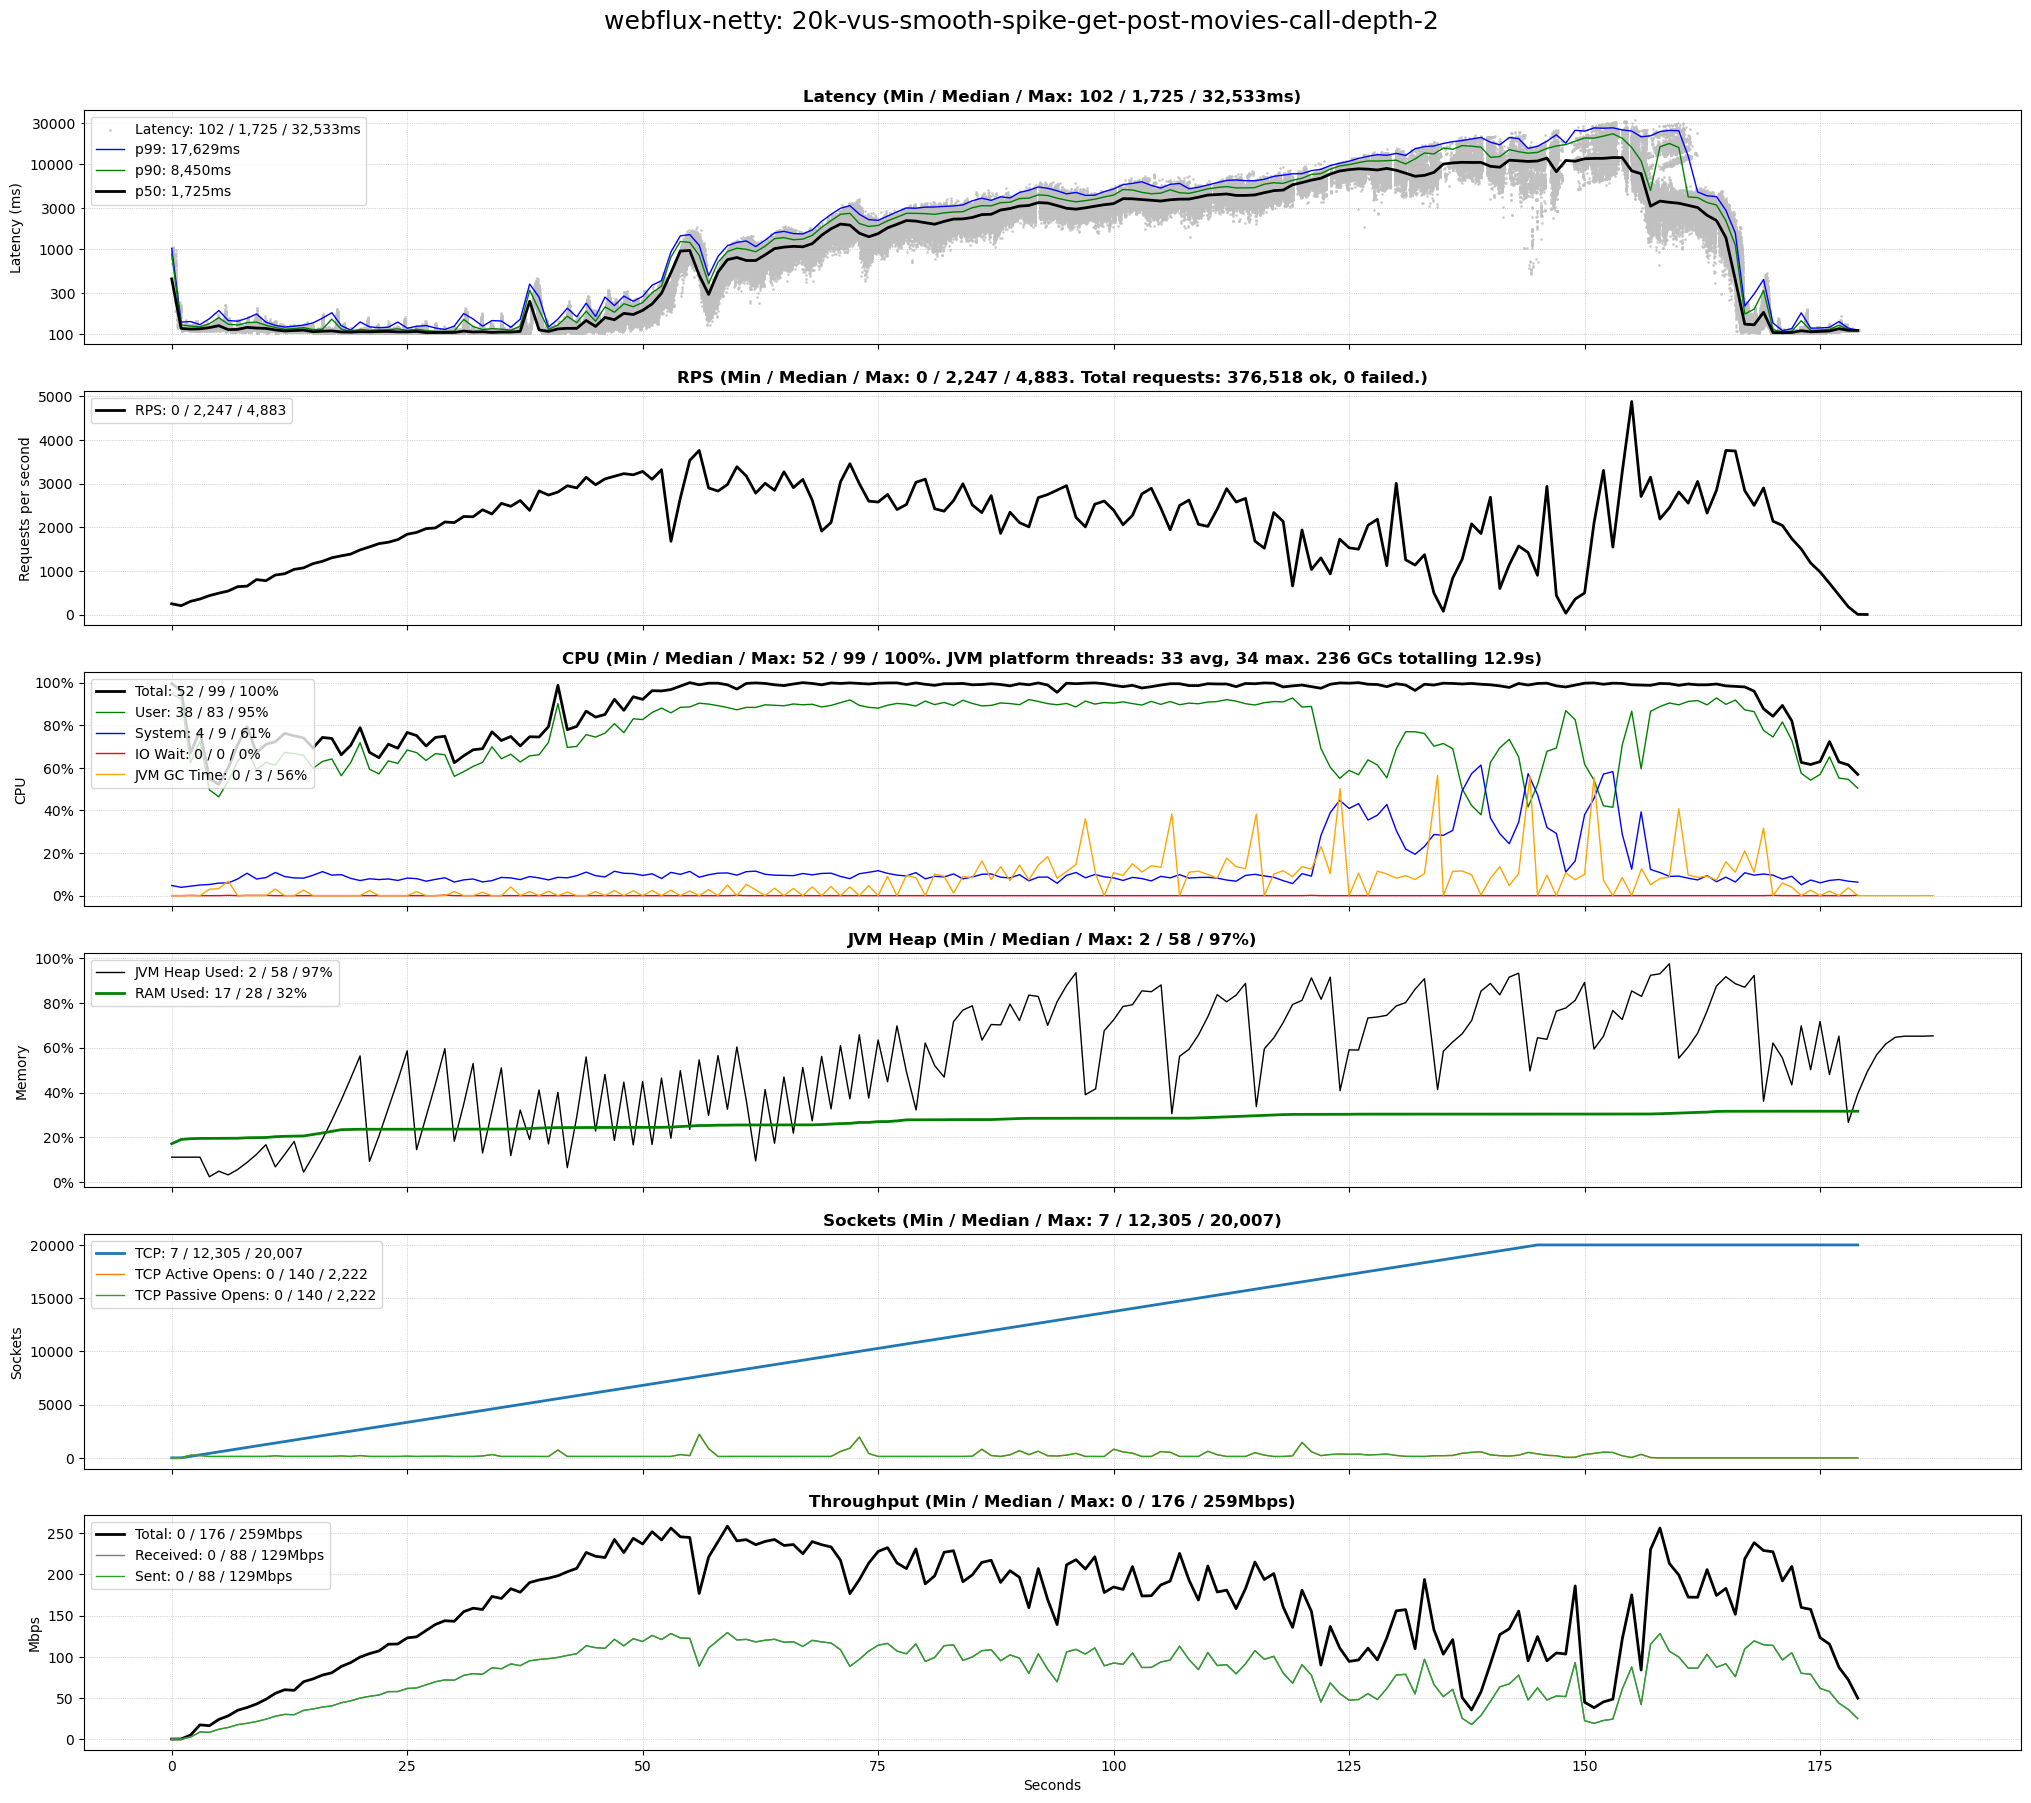 webflux-netty: 20k-vus-smooth-spike-get-post-movies-call-depth-2
Latency (Min / Median / Max: 102 / 1,725 / 32,533ms)
Latency (ms)
30000
10000
3000
1000
300
100
Latency: 102 / 1,725 / 32,533ms
p99: 17,629ms
p90: 8,450ms
p50: 1,725ms
RPS (Min / Median / Max: 0 / 2,247 / 4,883. Total requests: 376,518 ok, 0 failed.)
Requests per second
5000
4000
3000
2000
1000
0
RPS: 0 / 2,247 / 4,883
CPU (Min / Median / Max: 52 / 99 / 100%. JVM platform threads: 33 avg, 34 max. 236 GCs totalling 12.9s)
CPU
100%
80%
60%
40%
20%
0%
Total: 52 / 99 / 100%
User: 38 / 83 / 95%
System: 4 / 9 / 61%
IO Wait: 0 / 0 / 0%
JVM GC Time: 0 / 3 / 56%
JVM Heap (Min / Median / Max: 2 / 58 / 97%)
Memory
100%
80%
60%
40%
20%
0%
JVM Heap Used: 2 / 58 / 97%
RAM Used: 17 / 28 / 32%
Sockets (Min / Median / Max: 7 / 12,305 / 20,007)
Sockets
20000
15000
10000
5000
0
TCP: 7 / 12,305 / 20,007
TCP Active Opens: 0 / 140 / 2,222
TCP Passive Opens: 0 / 140 / 2,222
Throughput (Min / Median / Max: 0 / 176 / 259Mbps)
Mbps
250
200
150
100
50
0
Total: 0 / 176 / 259Mbps
Received: 0 / 88 / 129Mbps
Sent: 0 / 88 / 129Mbps
0 25 50 75 100 125 150 175
Seconds